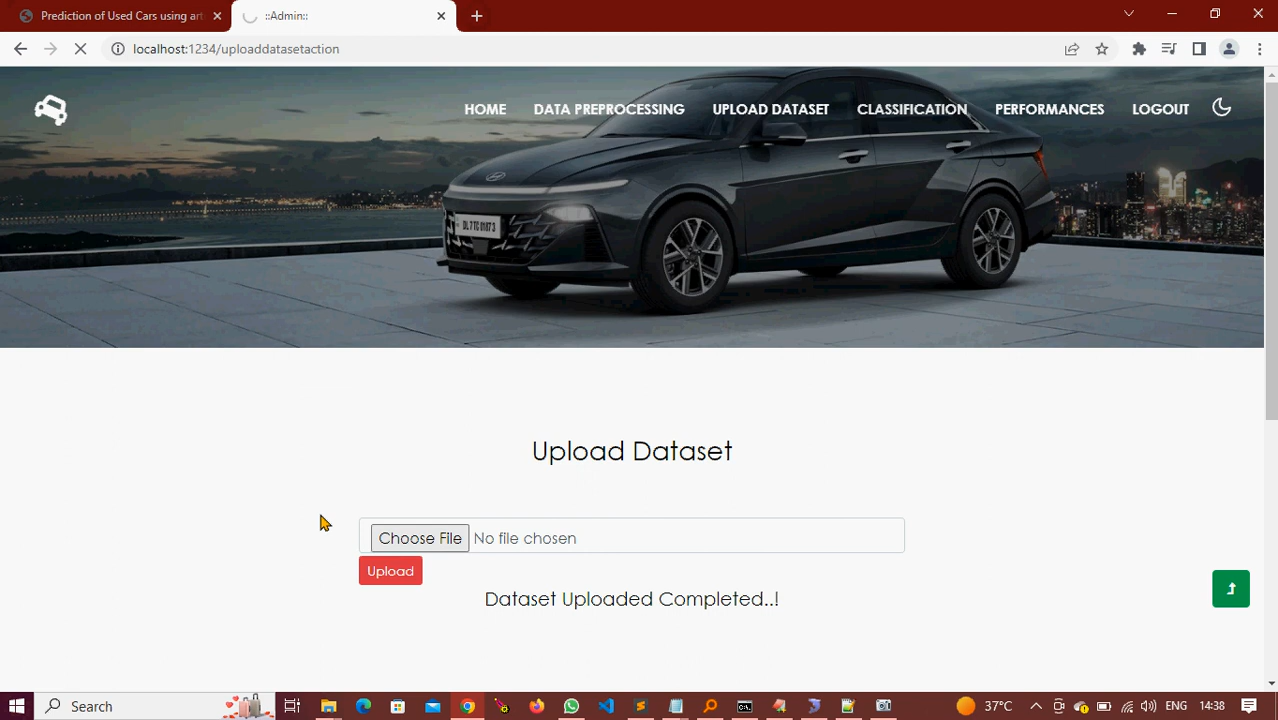 Prediction of Used Cars using art
::Admin::
localhost:1234/uploaddatasetaction
HOME
DATA PREPROCESSING
UPLOAD DATASET
CLASSIFICATION
PERFORMANCES
LOGOUT
Upload Dataset
Choose File No file chosen
Upload
Dataset Uploaded Completed..!
Search
37°C
ENG
14:38